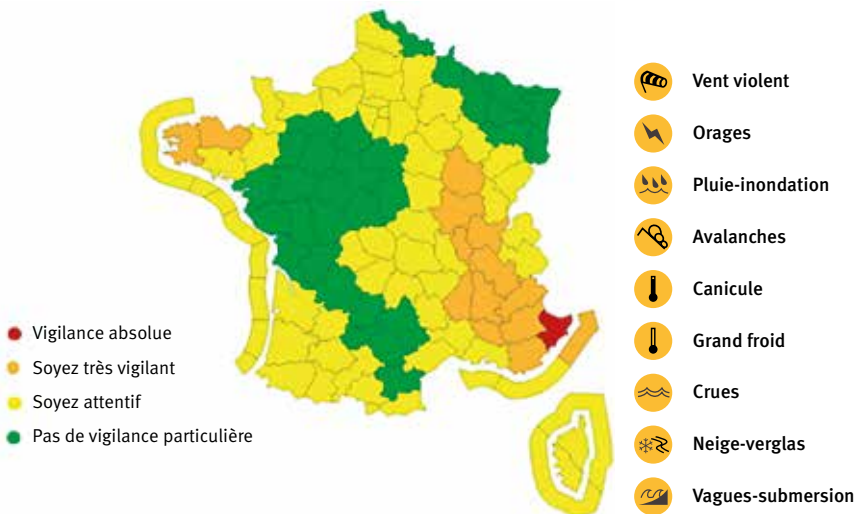 Vent violent
Orages
Pluie-inondation
Avalanches
Canicule
Grand froid
Crues
Neige-verglas
Vagues-submersion
Vigilance absolue
Soyez très vigilant
Soyez attentif
Pas de vigilance particulière